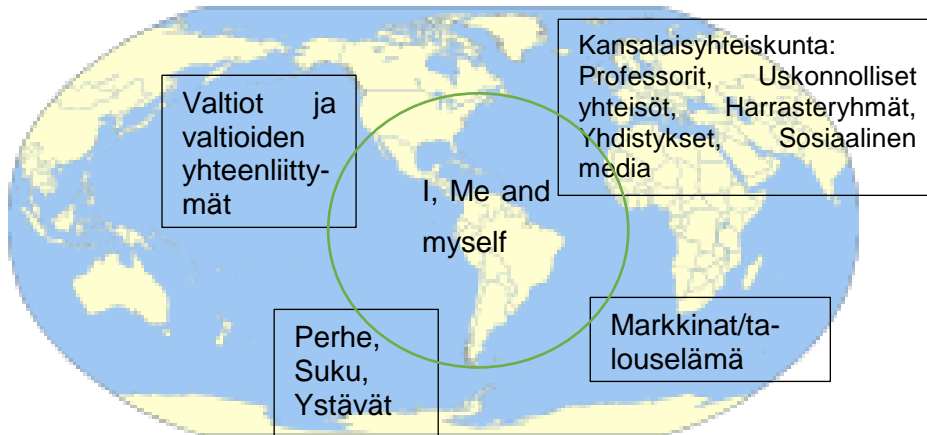 Valtiot ja
valtioiden
yhteenliitty-
mät
Kansalaisyhteiskunta:
Professorit, Uskonnolliset
yhteisöt, Harrasteryhmät,
Yhdistykset, Sosiaalinen
media
I, Me and
myself
Perhe,
Suku,
Ystävät
Markkinat/ta-
louselämä